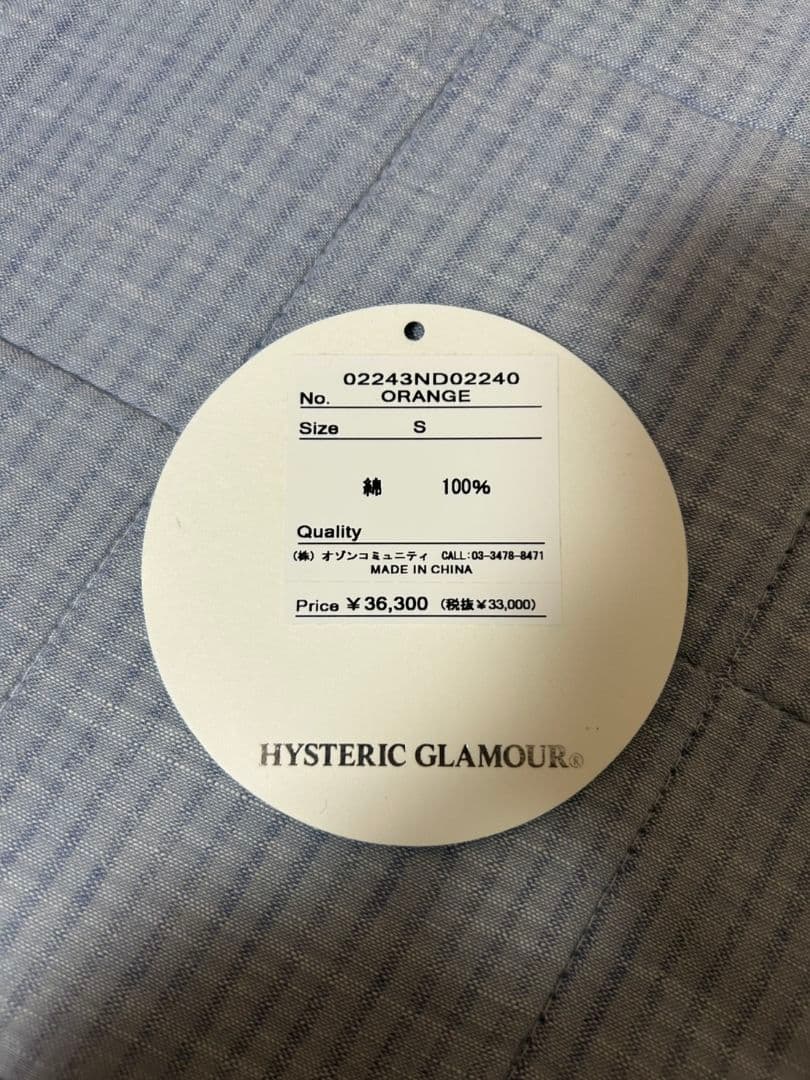 02243ND02240
No. ORANGE
Size S
綿 100%
Quality
(株) オゾンコミュニティ CALL:03-3478-8471
MADE IN CHINA
Price ¥36,300 (税抜¥33,000)
HYSTERIC GLAMOUR®